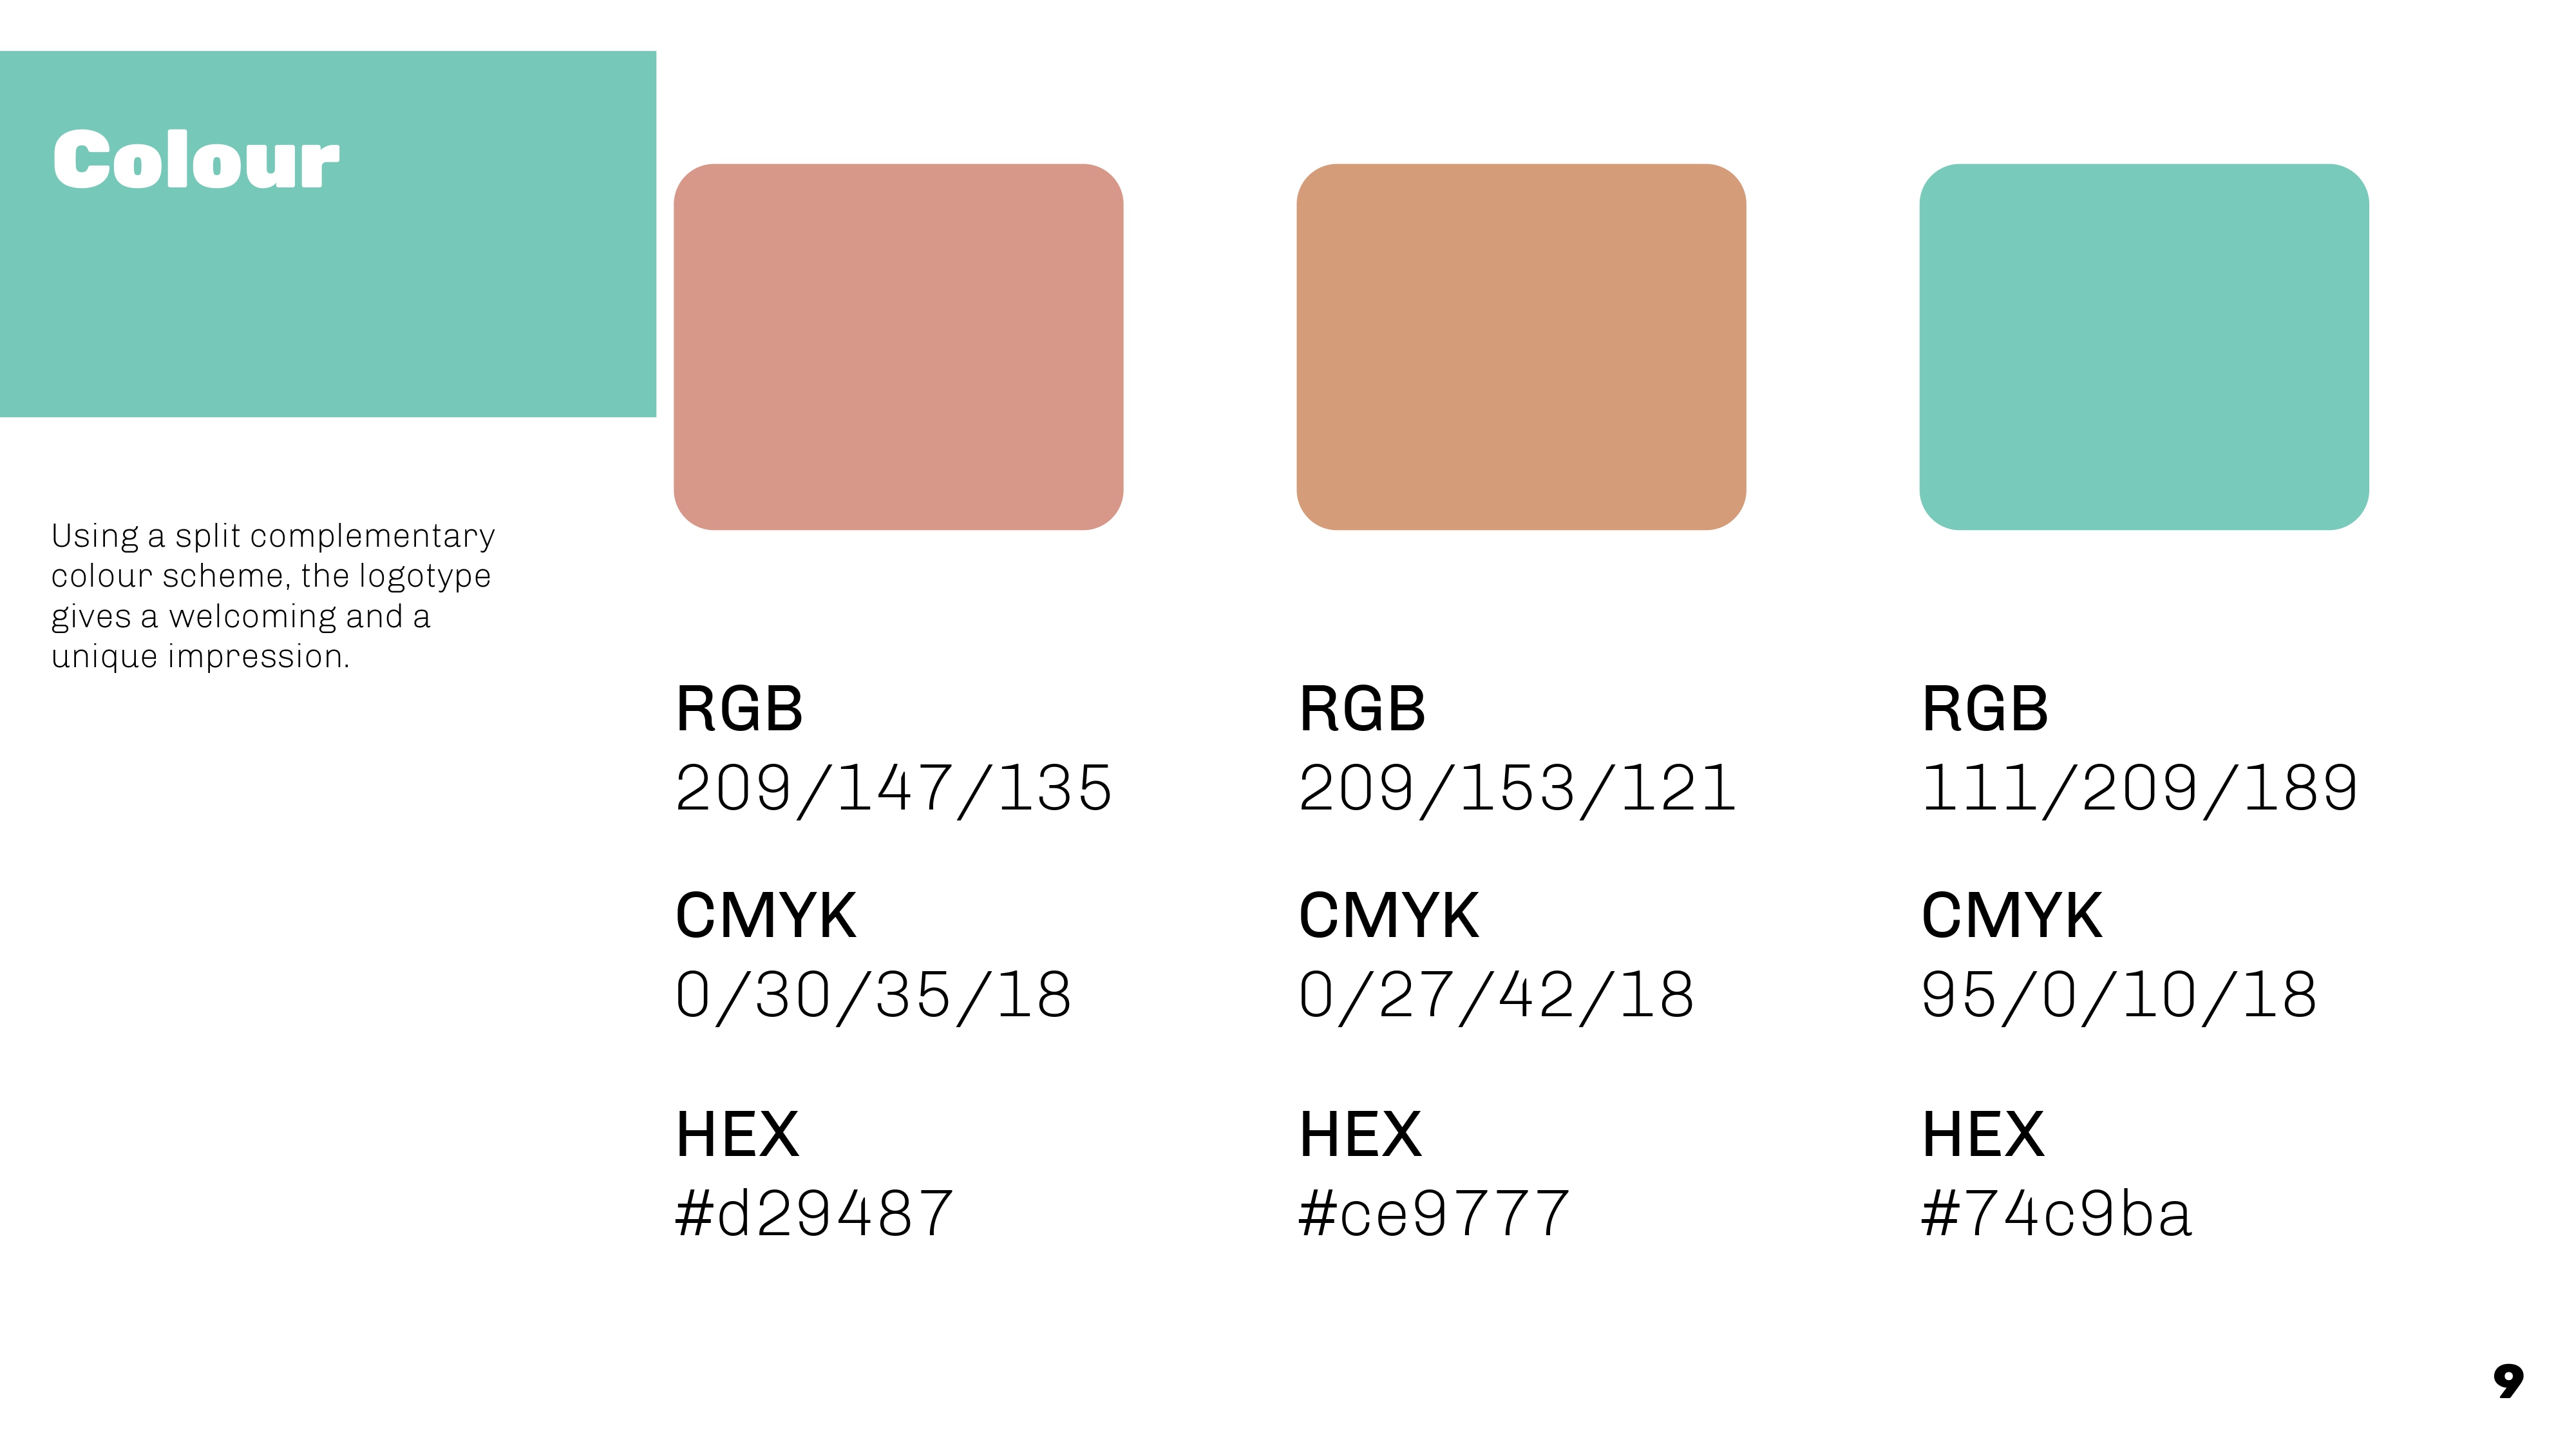 Colour
Using a split complementary
colour scheme, the logotype
gives a welcoming and a
unique impression.
RGB
209/147/135
CMYK
0/30/35/18
HEX
#d29487
RGB
209/153/121
CMYK
0/27/42/18
HEX
#ce9777
RGB
111/209/189
CMYK
95/0/10/18
HEX
#74c9ba
9